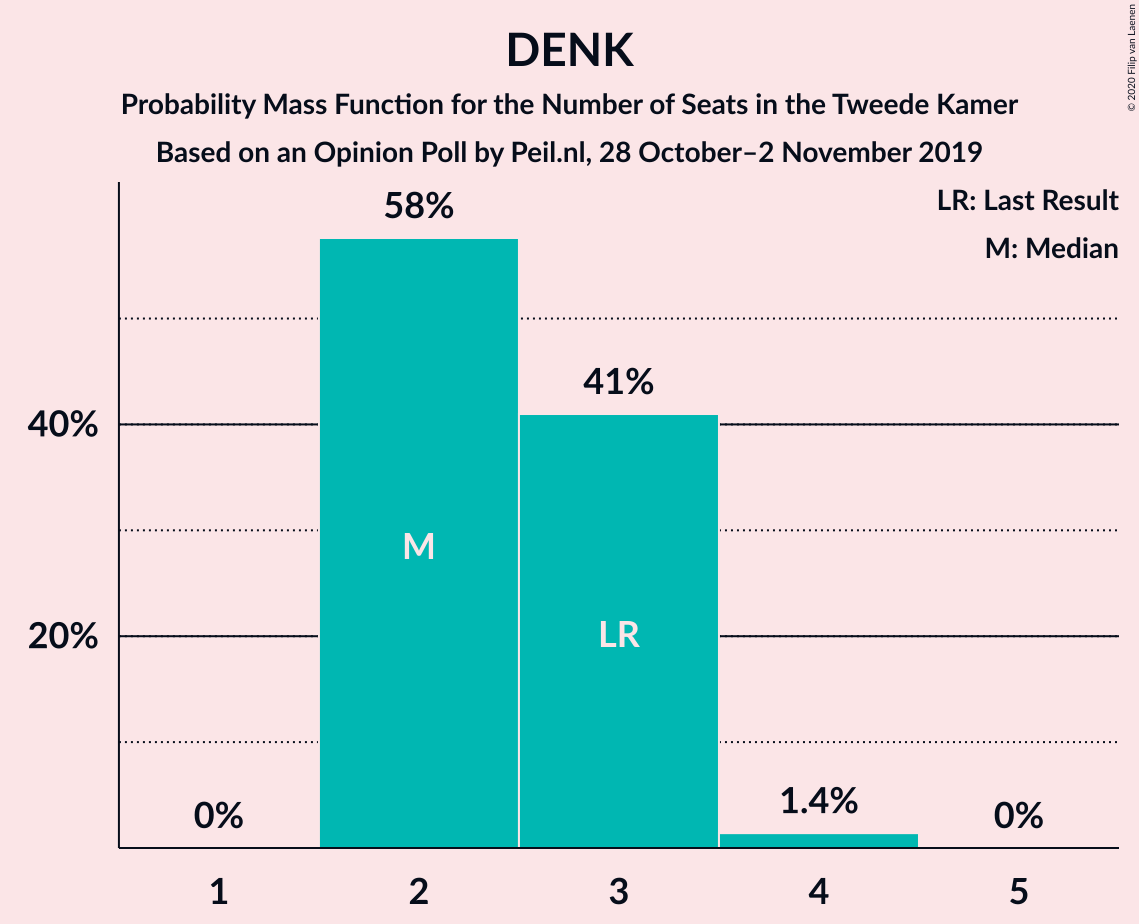 DENK
Probability Mass Function for the Number of Seats in the Tweede Kamer
Based on an Opinion Poll by Peil.nl, 28 October–2 November 2019
© 2020 Filip van Laenen
LR: Last Result
M: Median
58%
41%
40%
M
LR
20%
0%
1.4%
0%
1 2 3 4 5